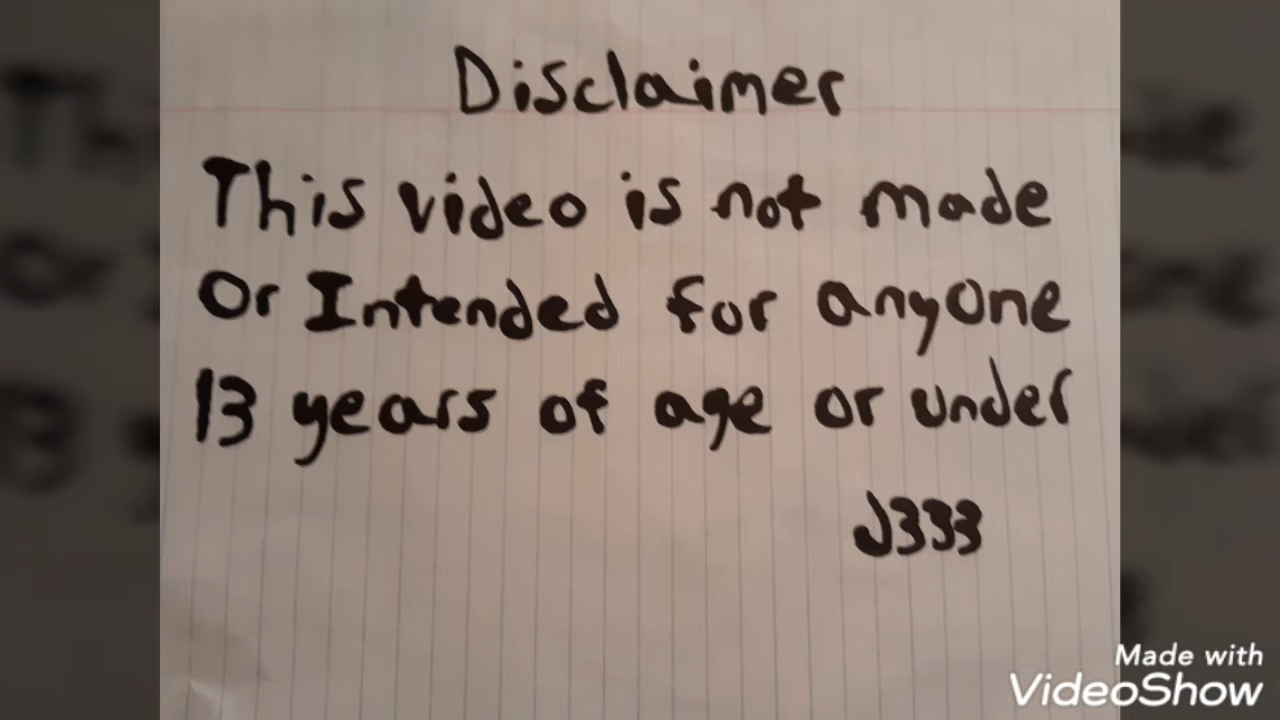 Disclaimer
This video is not made
Or Intended for anyone
13 years of age or under
J333
Made with
VideoShow